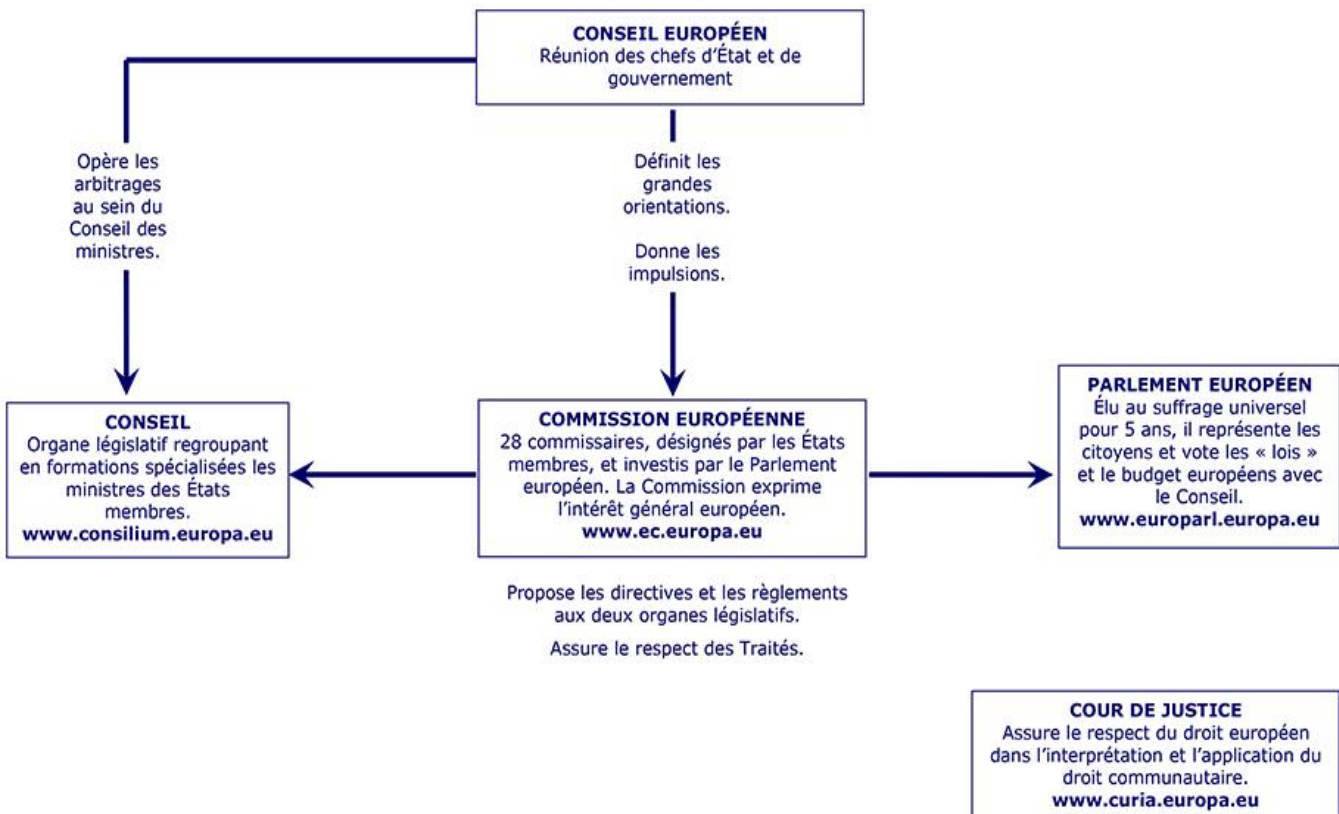 CONSEIL EUROPÉEN
Réunion des chefs d'État et de
gouvernement
Opère les
arbitrages
au sein du
Conseil des
ministres.
Définit les
grandes
orientations.
Donne les
impulsions.
CONSEIL
Organe législatif regroupant
en formations spécialisées les
ministres des États
membres.
www.consilium.europa.eu
COMMISSION EUROPÉENNE
28 commissaires, désignés par les États
membres, et investis par le Parlement
européen. La Commission exprime
l'intérêt général européen.
www.ec.europa.eu
PARLEMENT EUROPÉEN
Élu au suffrage universel
pour 5 ans, il représente les
citoyens et vote les « lois »
et le budget européens avec
le Conseil.
www.europarl.europa.eu
Propose les directives et les règlements
aux deux organes législatifs.
Assure le respect des Traités.
COUR DE JUSTICE
Assure le respect du droit européen
dans l'interprétation et l'application du
droit communautaire.
www.curia.europa.eu